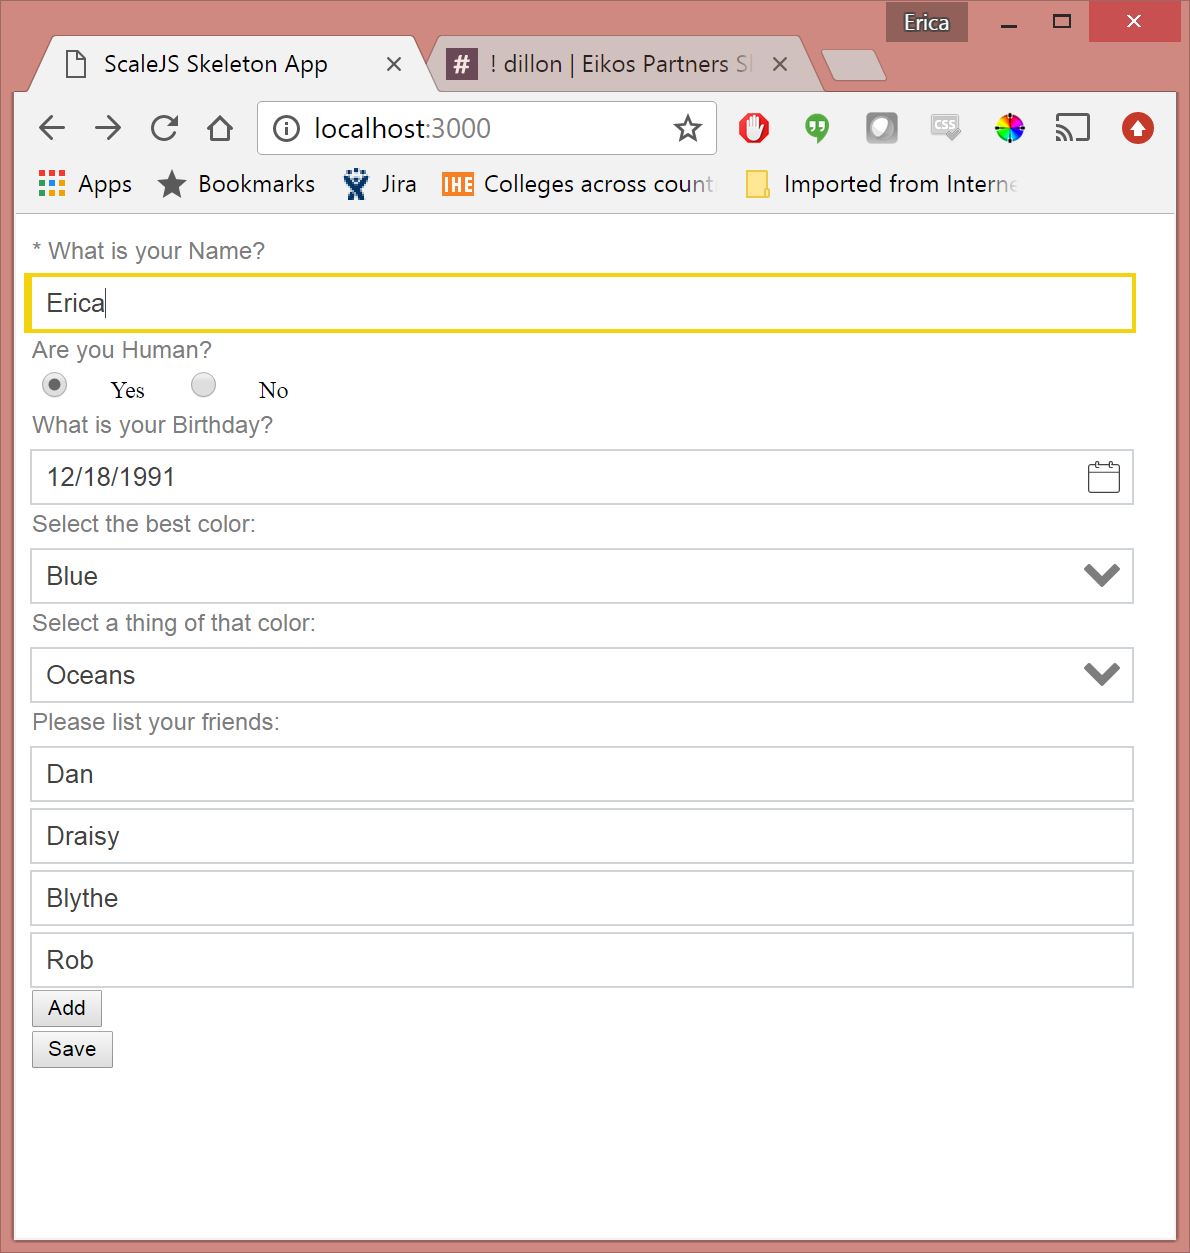 Erica
ScaleJS Skeleton App
# ! dillon | Eikos Partners Sl
localhost:3000
CSS
Apps Bookmarks Jira IHE Colleges across count Imported from Interne
* What is your Name?
Erica
Are you Human?
Yes No
What is your Birthday?
12/18/1991
Select the best color:
Blue
Select a thing of that color:
Oceans
Please list your friends:
Dan
Draisy
Blythe
Rob
Add
Save